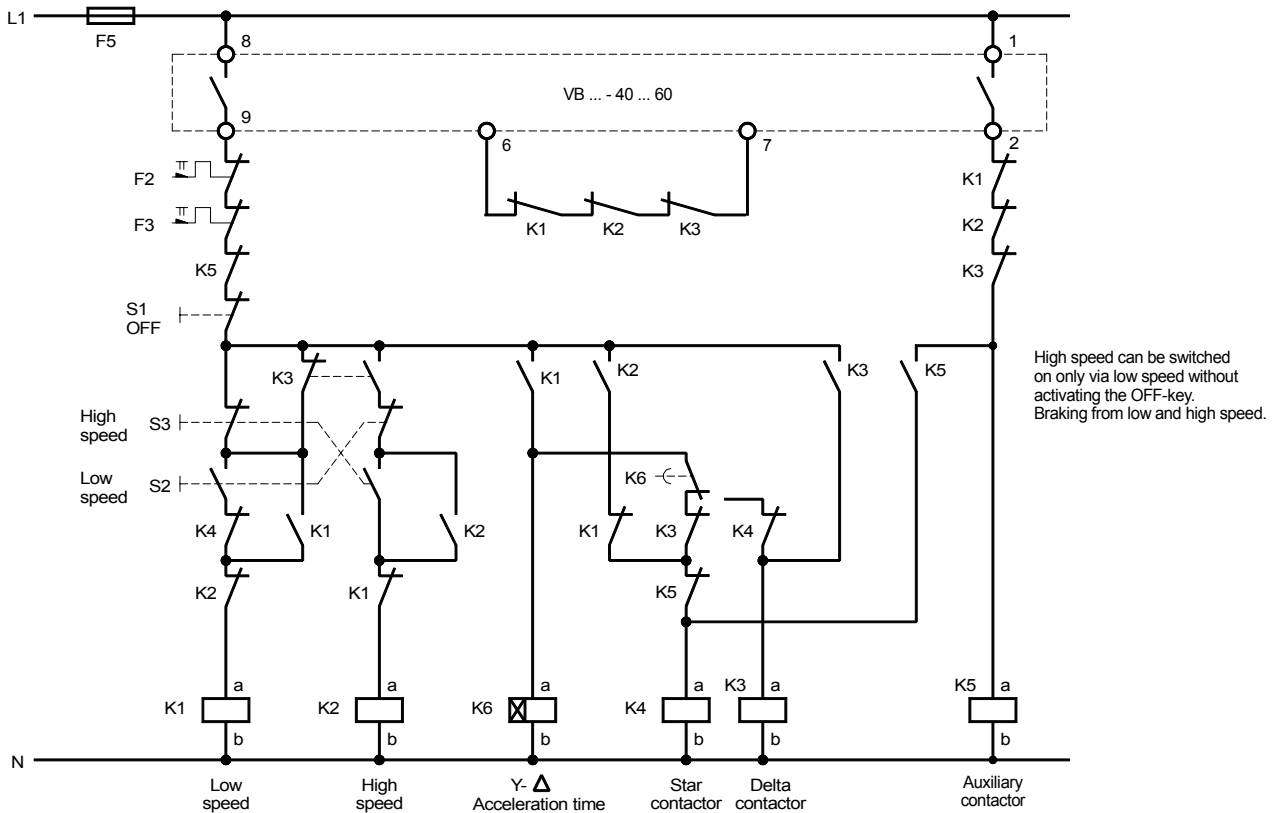 L1
F5
8
1
VB ... - 40 ... 60
9
6
7
2
F2
F3
K5
S1
OFF
K1
K2
K3
K1
K2
K3
K3
K1
K2
K3
K5
High speed can be switched
on only via low speed without
activating the OFF-key.
Braking from low and high speed.
High
speed
S3
Low
speed
S2
K6
K4
K1
K2
K1
K3
K4
K2
K1
K5
K1
a
b
K2
a
b
K6
a
b
K4
a
b
K3
a
b
K5
a
b
N
Low
speed
High
speed
Y- Δ
Acceleration time
Star
contactor
Delta
contactor
Auxiliary
contactor